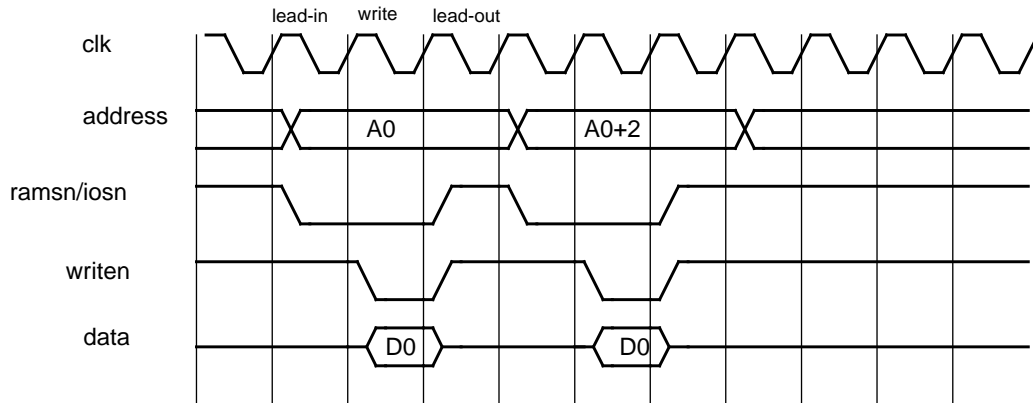 lead-in write lead-out
clk
address A0 A0+2
ramsn/iosn
writen
data D0 D0